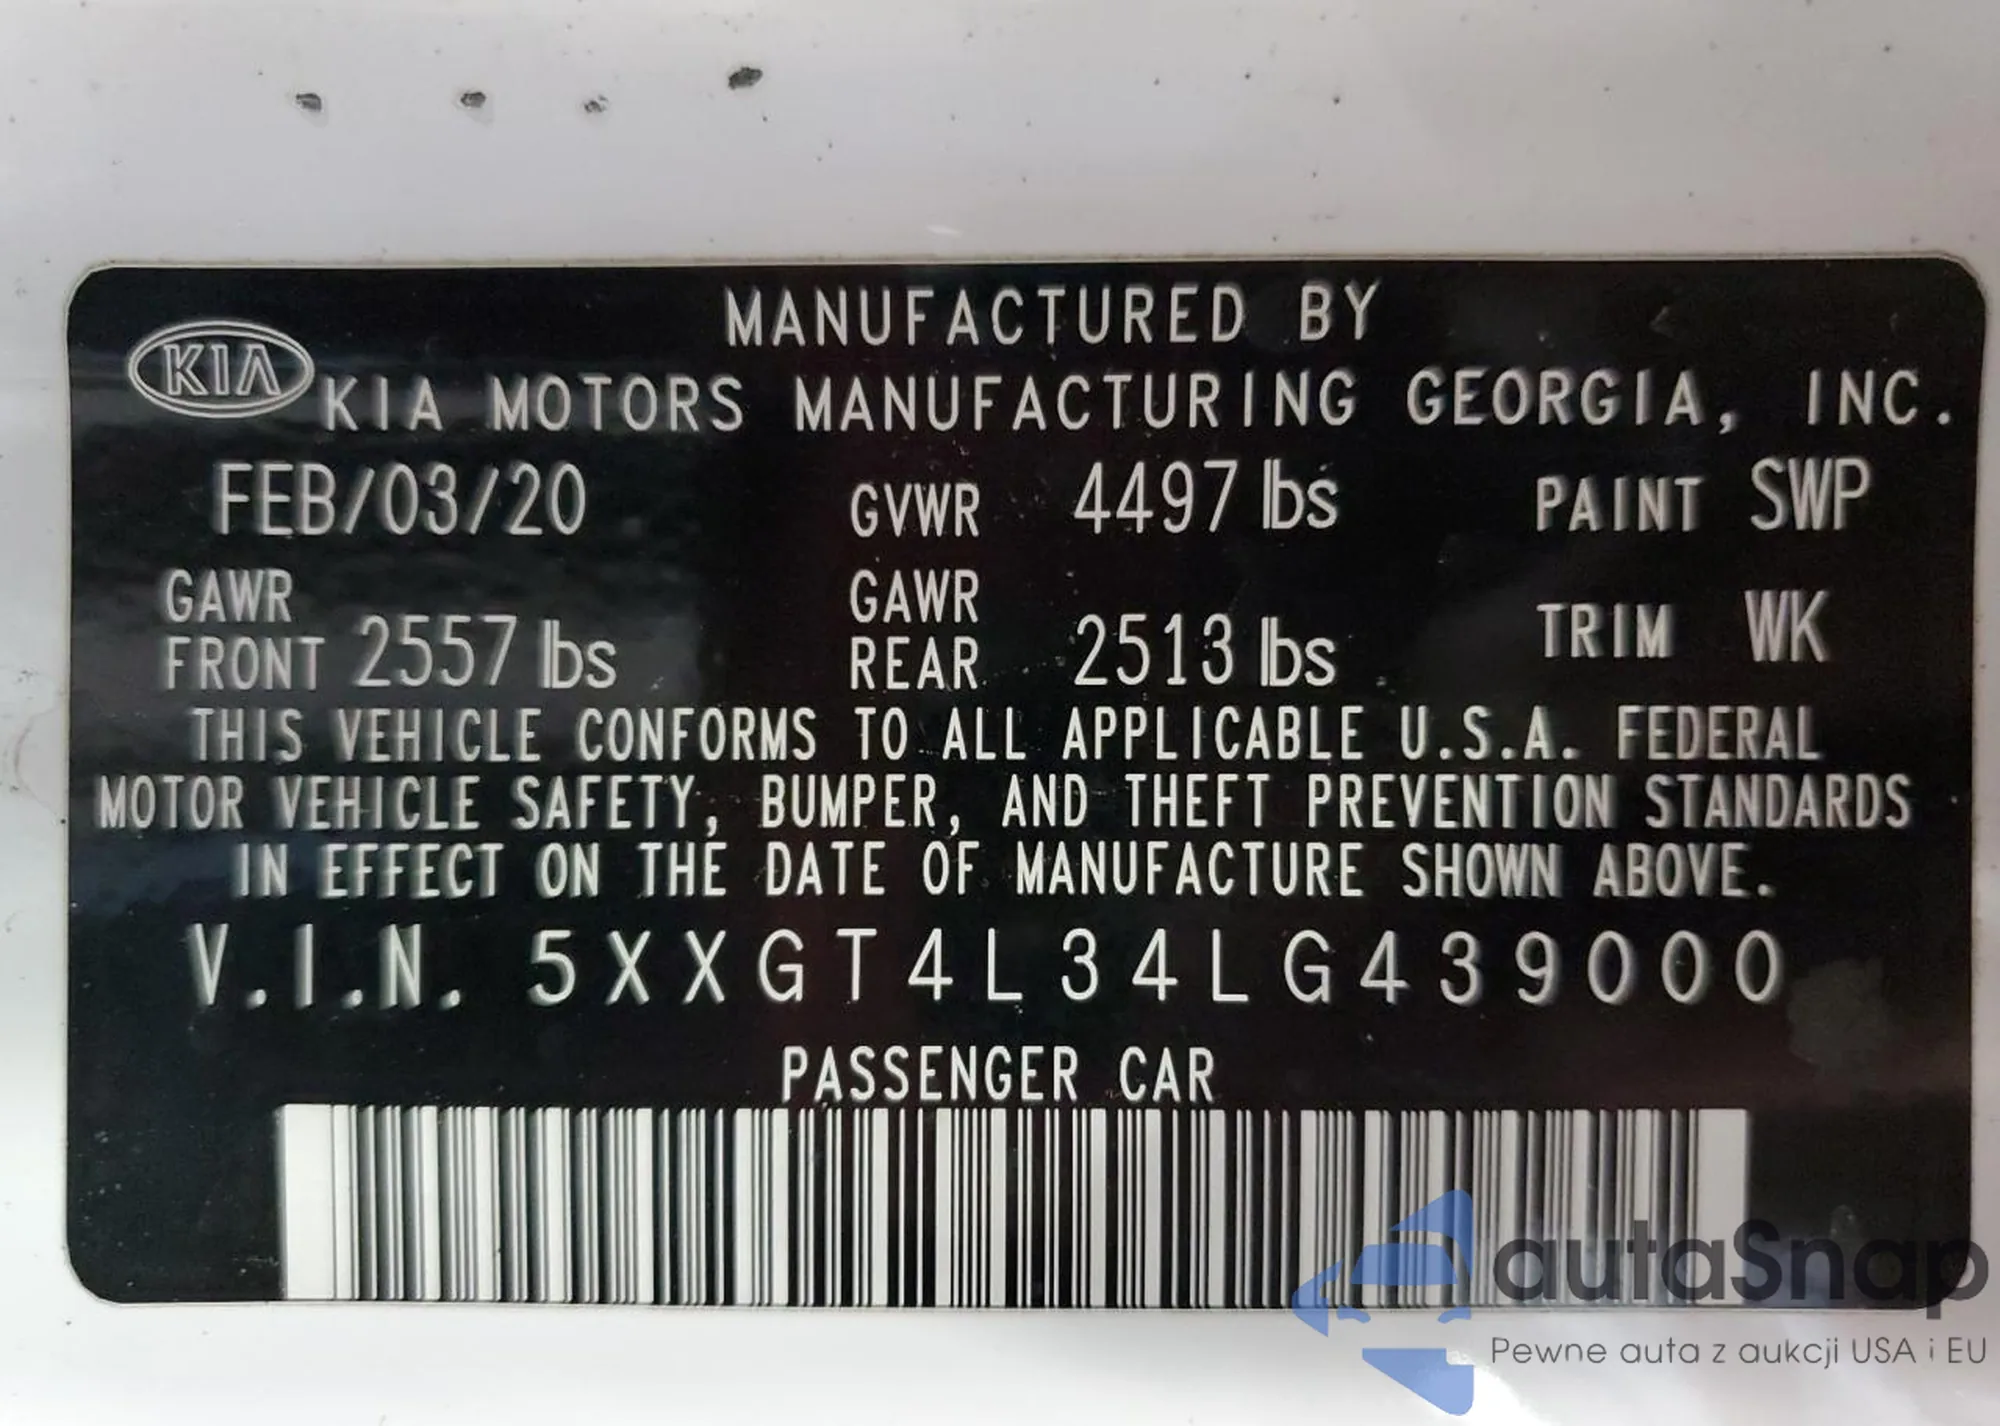 MANUFACTURED BY
KIA KIA MOTORS MANUFACTURING GEORGIA, INC.
FEB/03/20 GVWR 4497 lbs PAINT SWP
GAWR FRONT 2557 lbs GAWR REAR 2513 lbs TRIM WK
THIS VEHICLE CONFORMS TO ALL APPLICABLE U.S.A. FEDERAL
MOTOR VEHICLE SAFETY, BUMPER, AND THEFT PREVENTION STANDARDS
IN EFFECT ON THE DATE OF MANUFACTURE SHOWN ABOVE.
V.I.N. 5XXGT4L34LG439000
PASSENGER CAR
autaSnap
Pewne auta z aukcji USA i EU